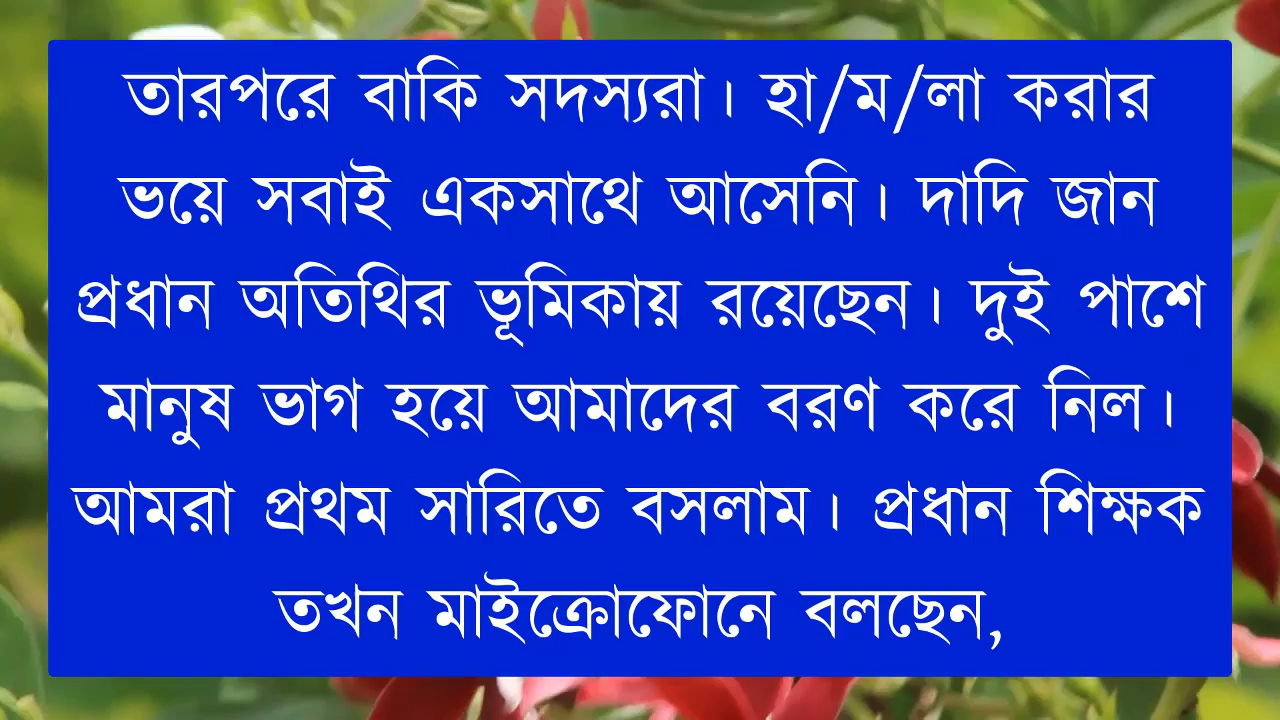 তারপরে বাকি সদস্যরা। হা/ম/লা করার
ভয়ে সবাই একসাথে আসেনি। দাদি জান
প্রধান অতিথির ভূমিকায় রয়েছেন। দুই পাশে
মানুষ ভাগ হয়ে আমাদের বরণ করে নিল।
আমরা প্রথম সারিতে বসলাম। প্রধান শিক্ষক
তখন মাইক্রোফোনে বলছেন,